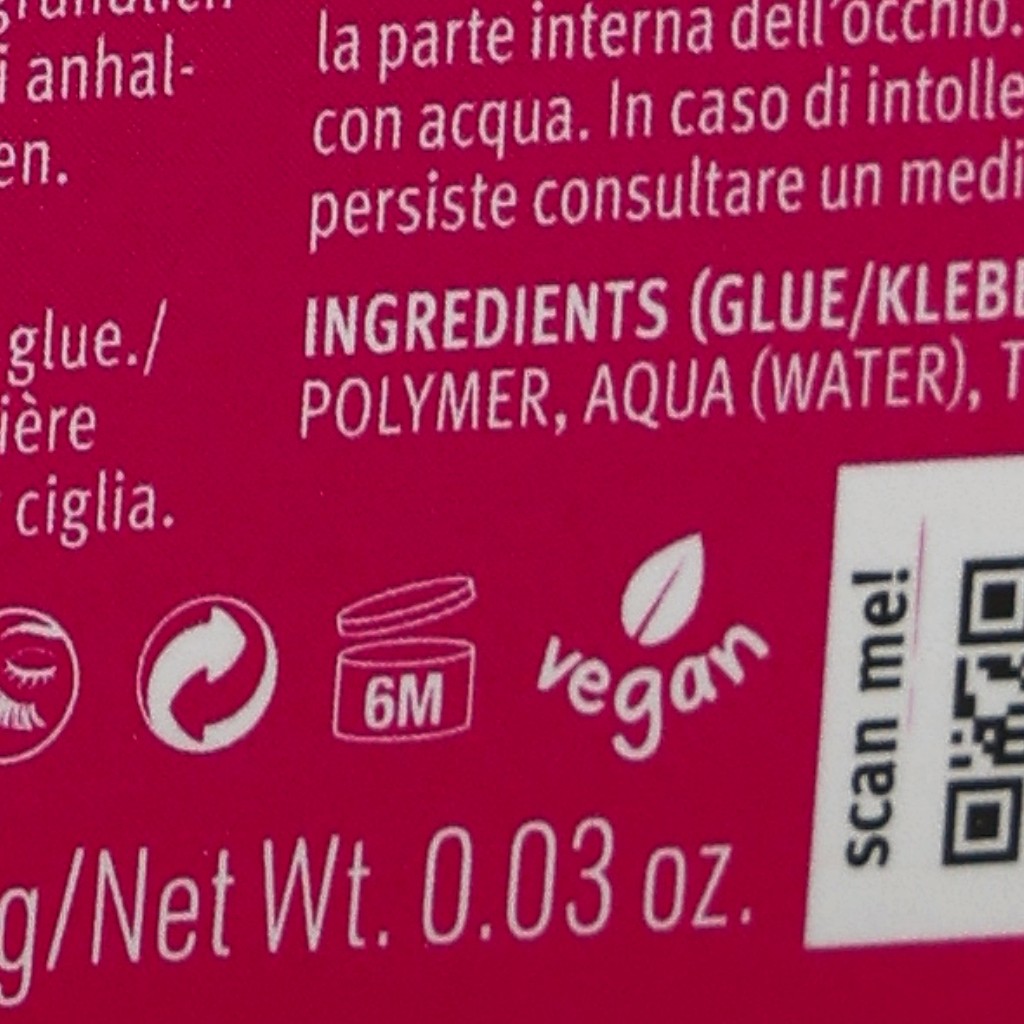 i anhal-
en.
glue./
ière
ciglia.
la parte interna dell'occhio.
con acqua. In caso di intolle
persiste consultare un medi
INGREDIENTS (GLUE/KLEBE
POLYMER, AQUA (WATER), T
6M
vegan
scan me!
g/Net Wt. 0.03 oz.